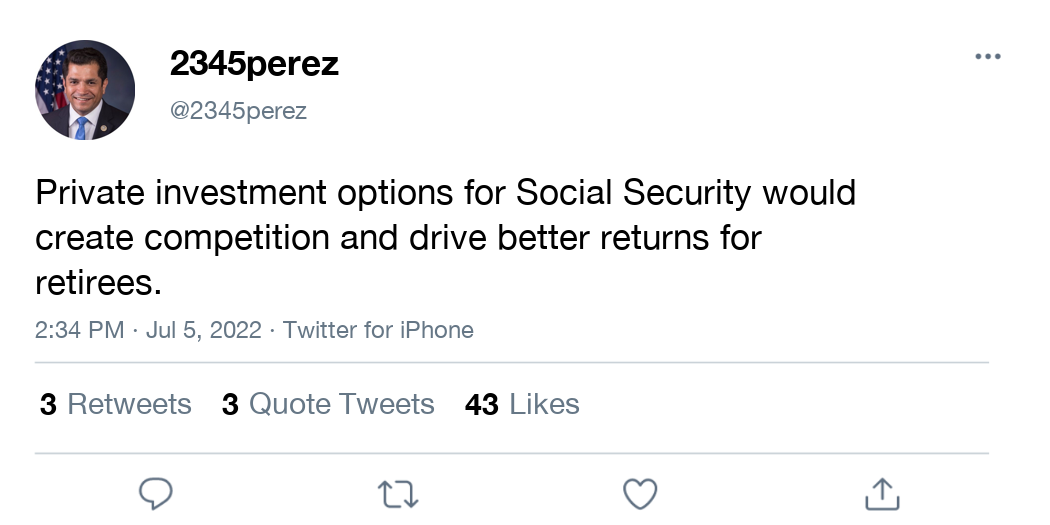 2345perez
@2345perez
Private investment options for Social Security would
create competition and drive better returns for
retirees.
2:34 PM · Jul 5, 2022 · Twitter for iPhone
3 Retweets 3 Quote Tweets 43 Likes